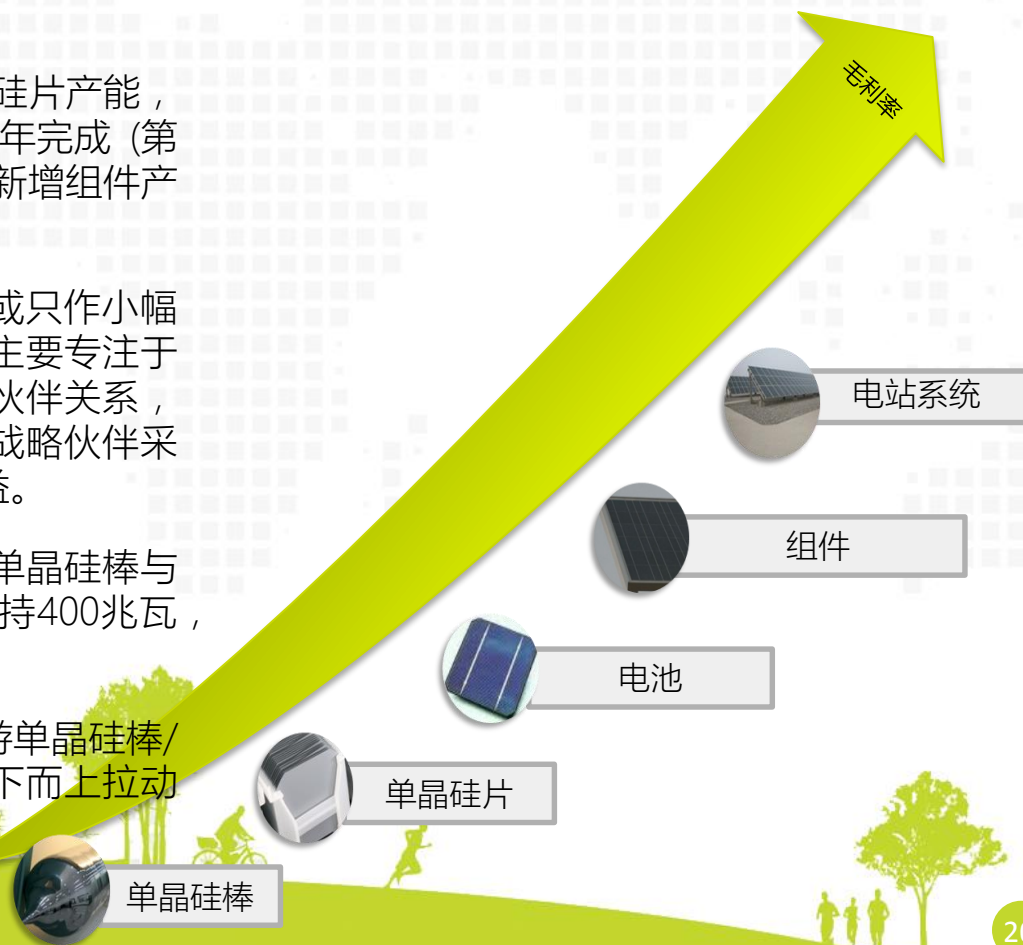 硅片产能，
年完成 (第
新增组件产
或只作小幅
主要专注于
伙伴关系，
战略伙伴采
益。
单晶硅棒与
持400兆瓦，
游单晶硅棒/
下而上拉动
毛利率
电站系统
组件
电池
单晶硅片
单晶硅棒